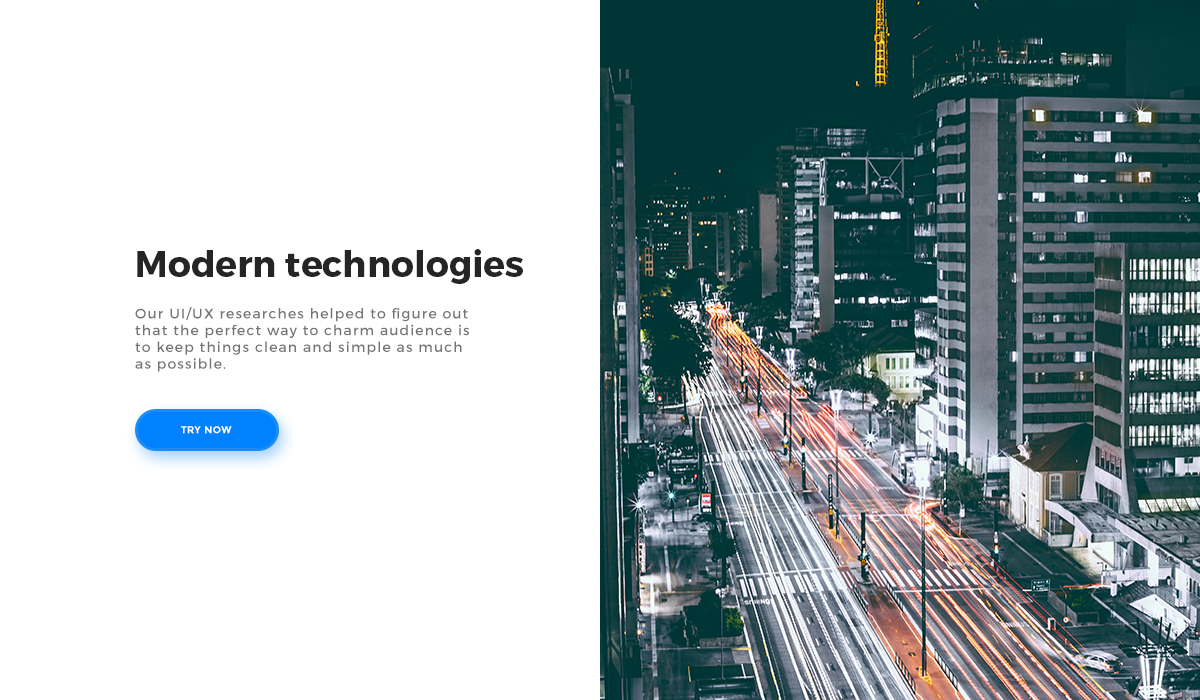 Modern technologies
Our UI/UX researches helped to figure out
that the perfect way to charm audience is
to keep things clean and simple as much
as possible.
TRY NOW